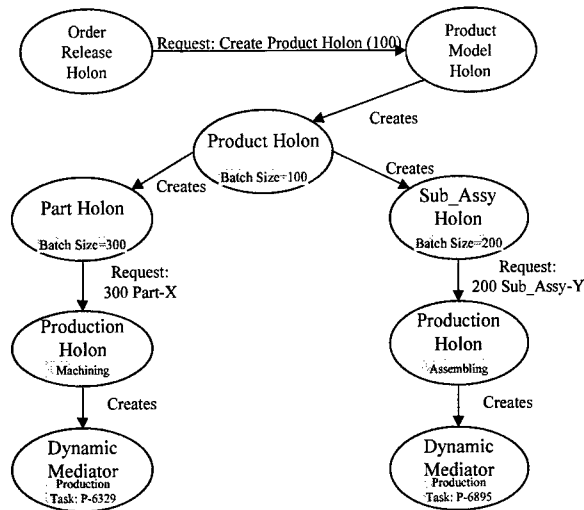 Order
Release
Holon
Request: Create Product Holon (100)
Product
Model
Holon
Creates
Product Holon
Batch Size=100
Creates
Creates
Part Holon
Batch Size=300
Sub_Assy
Holon
Batch Size=200
Request:
300 Part-X
Request:
200 Sub_Assy-Y
Production
Holon
Machining
Production
Holon
Assembling
Creates
Creates
Dynamic
Mediator
Production
Task: P-6329
Dynamic
Mediator
Production
Task: P-6895